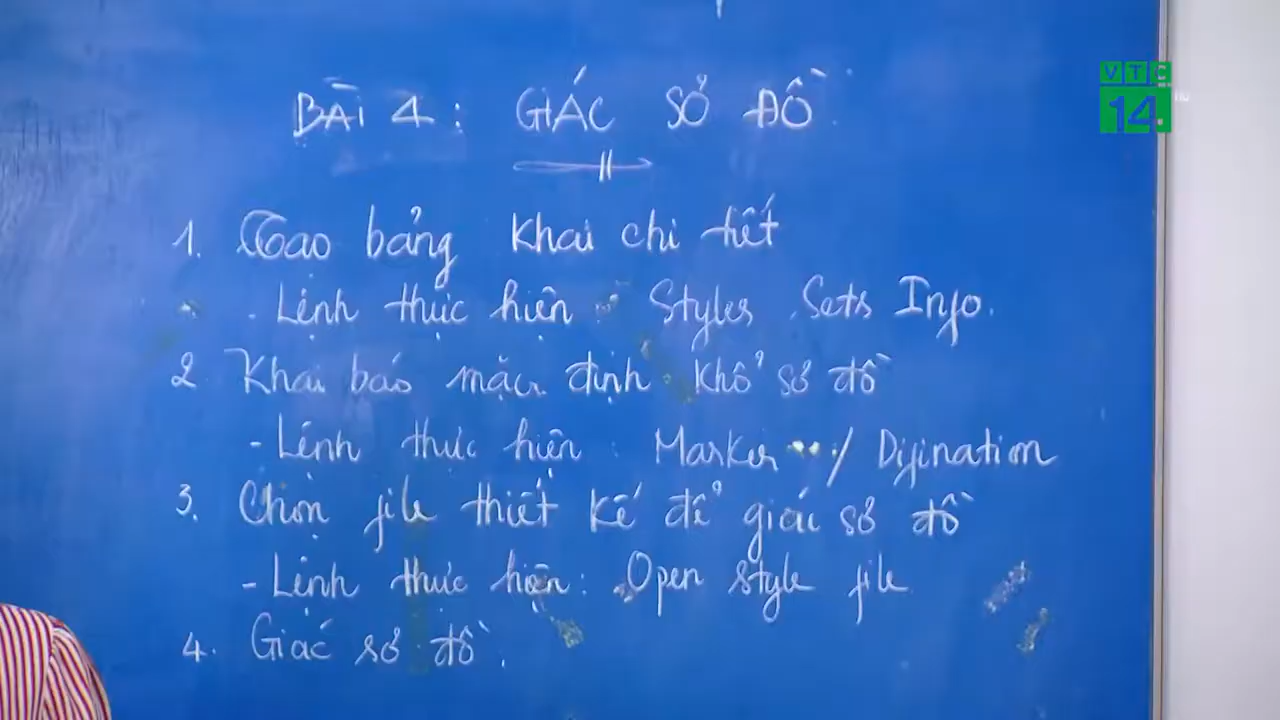 VTC
14
BÀI 4 : GIÁC SƠ ĐỒ
1. Tạo bảng khai chi tiết
- Lệnh thực hiện : Styles Sets Info.
2 Khai báo mặc định khổ sơ đồ
- Lệnh thực hiện : Marker / Difination
3. Chọn file thiết kế để giác sơ đồ
- Lệnh thực hiện : Open style file
4. Giác sơ đồ.